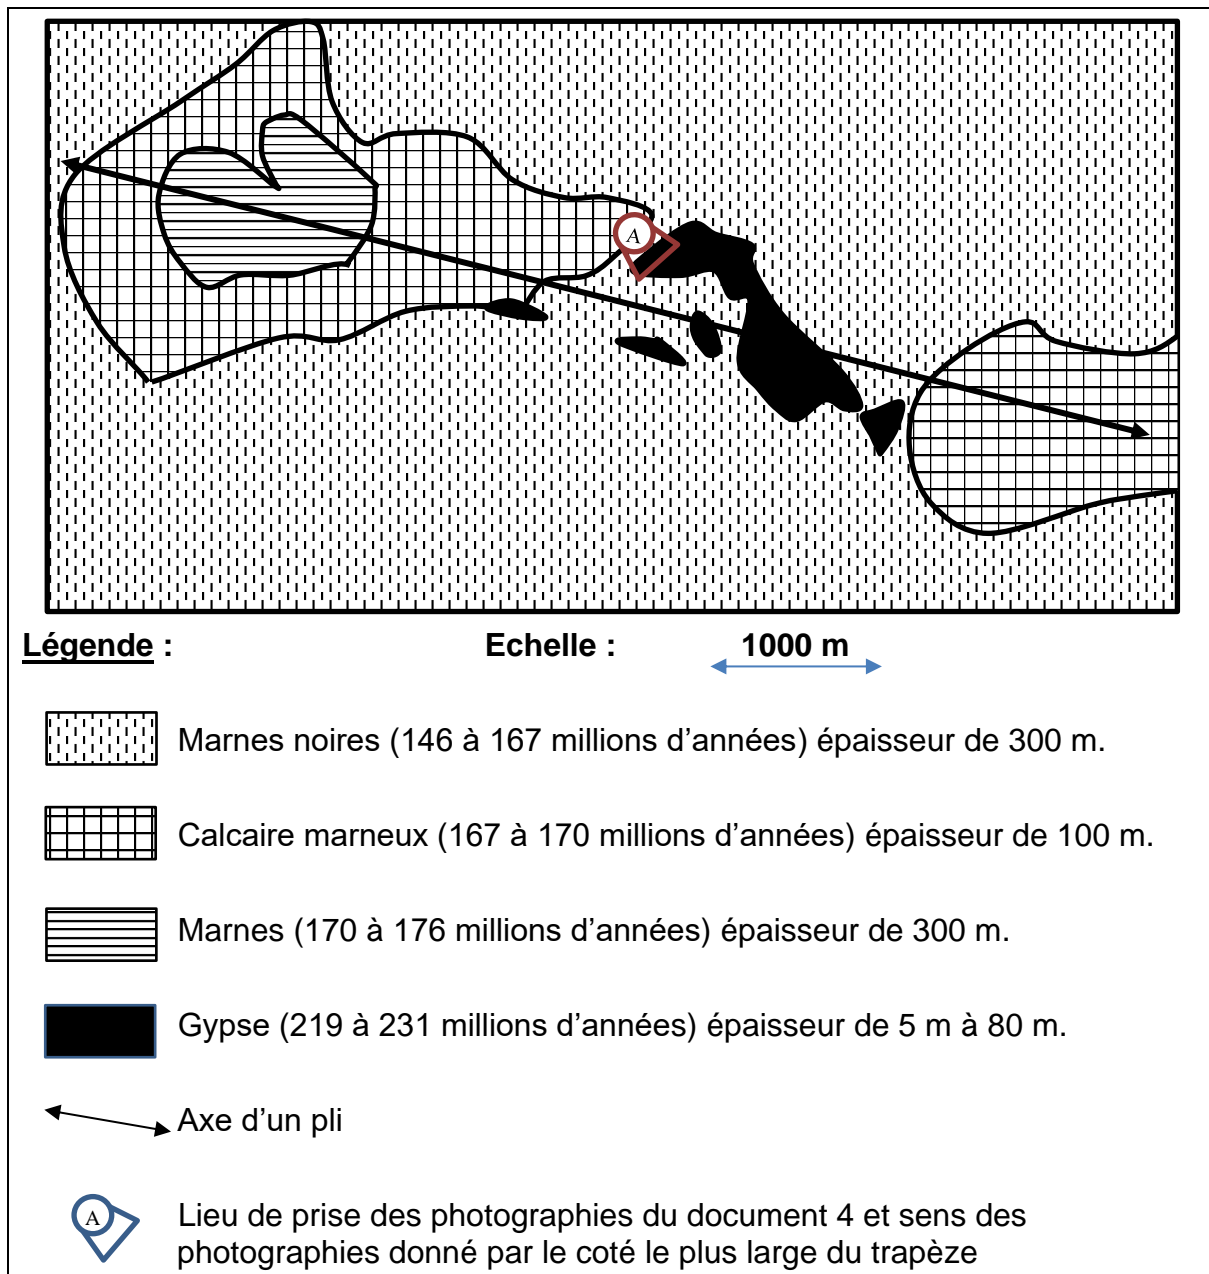 A
Légende :
Echelle :
1000 m
Marnes noires (146 à 167 millions d'années) épaisseur de 300 m.
Calcaire marneux (167 à 170 millions d'années) épaisseur de 100 m.
Marnes (170 à 176 millions d'années) épaisseur de 300 m.
Gypse (219 à 231 millions d'années) épaisseur de 5 m à 80 m.
Axe d'un pli
A
Lieu de prise des photographies du document 4 et sens des
photographies donné par le coté le plus large du trapèze